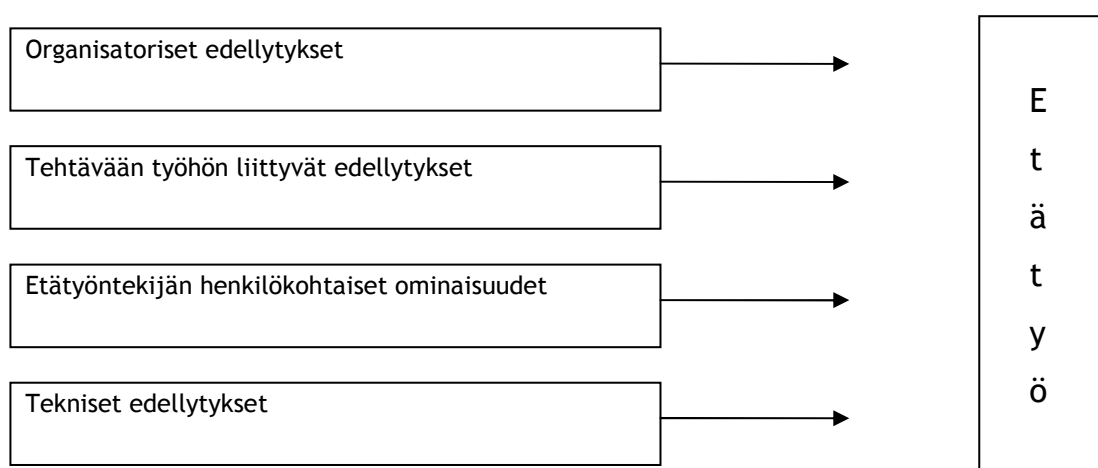 Organisatoriset edellytykset
Tehtävään työhön liittyvät edellytykset
Etätyöntekijän henkilökohtaiset ominaisuudet
Tekniset edellytykset
E
t
ä
t
y
ö